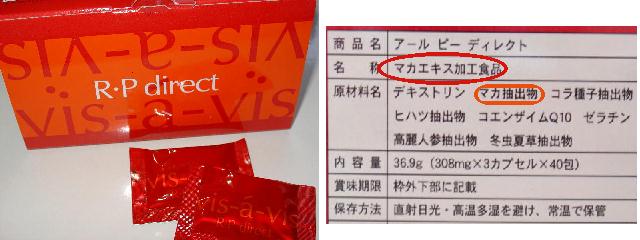 vis-à-vis
R・P direct
vis-à-vis
vis-
vis-à-vis
R.P direct
商品名 アール ピー ディレクト
名 称 マカエキス加工食品
原材料名 デキストリン マカ抽出物 コラ種子抽出物
ヒハツ抽出物 コエンザイムQ10 ゼラチン
高麗人参抽出物 冬虫夏草抽出物
内 容 量 36.9g (308mg×3カプセル×40包)
賞味期限 枠外下部に記載
保存方法 直射日光・高温多湿を避け、常温で保管